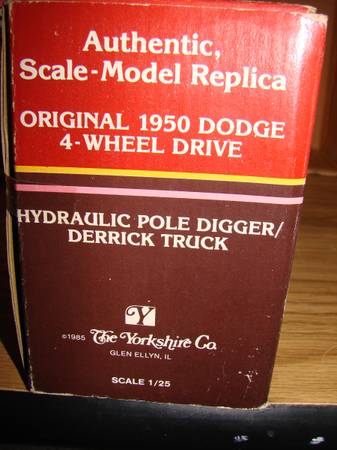 Authentic,
Scale-Model Replica
ORIGINAL 1950 DODGE
4-WHEEL DRIVE
HYDRAULIC POLE DIGGER/
DERRICK TRUCK
Y
©1985 The Yorkshire Co.
GLEN ELLYN, IL
SCALE 1/25